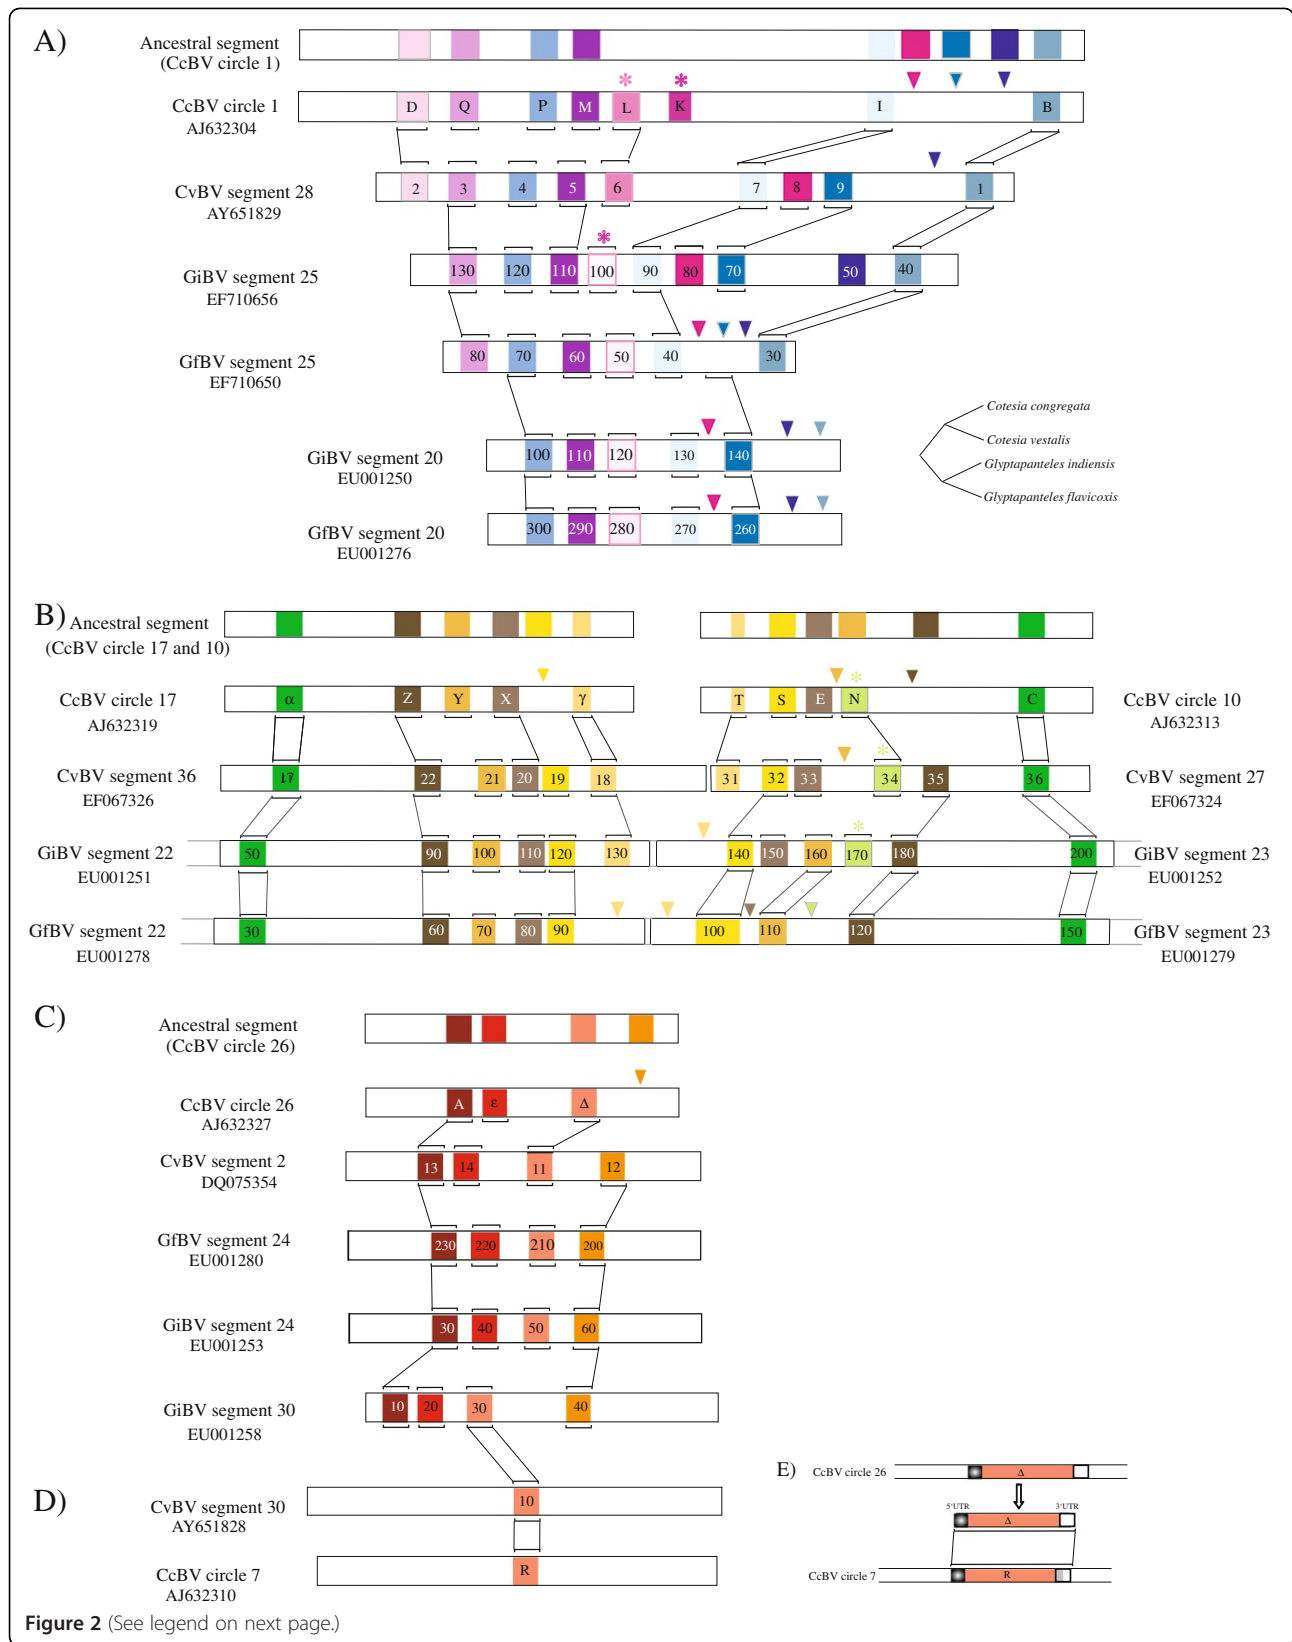 A)
Ancestral segment
(CcBV circle 1)
CcBV circle 1
AJ632304
D Q P M L K I B
CvBV segment 28
AY651829
2 3 4 5 6 7 8 9 1
GiBV segment 25
EF710656
130 120 110 100 90 80 70 50 40
GfBV segment 25
EF710650
80 70 60 50 40 30
Cotesia congregata
Cotesia vestalis
Glyptapanteles indiensis
Glyptapanteles flavicoxis
GiBV segment 20
EU001250
100 110 120 130 140
GfBV segment 20
EU001276
300 290 280 270 260
B)
Ancestral segment
(CcBV circle 17 and 10)
CcBV circle 17
AJ632319
α Z Y X γ
T S E N C
CcBV circle 10
AJ632313
CvBV segment 36
EF067326
17 22 21 20 19 18
31 32 33 34 35 36
CvBV segment 27
EF067324
GiBV segment 22
EU001251
50 90 100 110 120 130
140 150 160 170 180 200
GiBV segment 23
EU001252
GfBV segment 22
EU001278
30 60 70 80 90
100 110 120 150
GfBV segment 23
EU001279
C)
Ancestral segment
(CcBV circle 26)
CcBV circle 26
AJ632327
A ε Δ
CvBV segment 2
DQ075354
13 14 11 12
GfBV segment 24
EU001280
230 220 210 200
GiBV segment 24
EU001253
30 40 50 60
GiBV segment 30
EU001258
10 20 30 40
D)
CvBV segment 30
AY651828
10
CcBV circle 7
AJ632310
R
E)
CcBV circle 26
Δ
5'UTR 3'UTR
Δ
CcBV circle 7
R
Figure 2 (See legend on next page.)